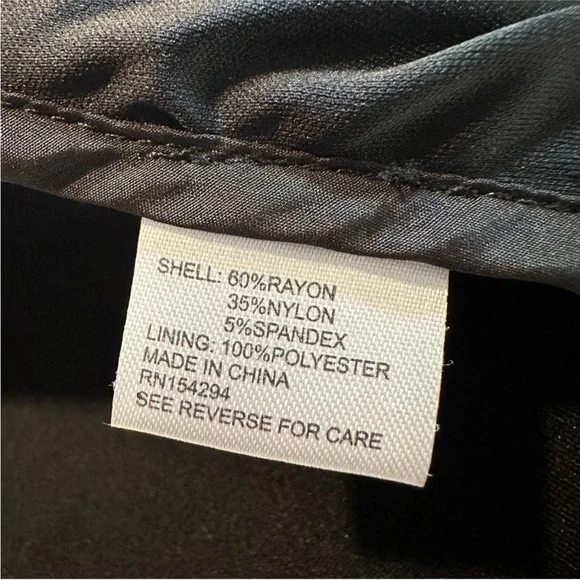 SHELL: 60%RAYON
35%NYLON
5%SPANDEX
LINING: 100%POLYESTER
MADE IN CHINA
RN154294
SEE REVERSE FOR CARE